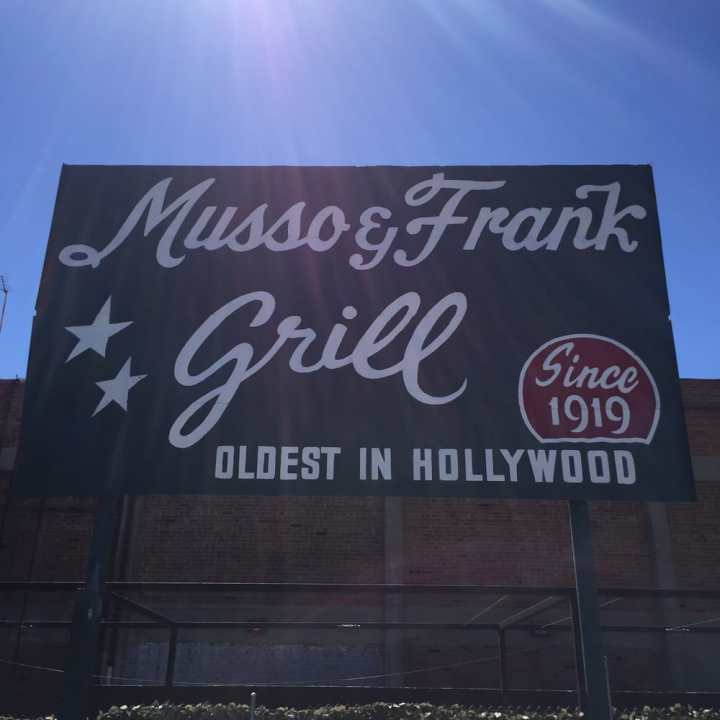 Musso & Frank
Grill
Since
1919
OLDEST IN HOLLYWOOD